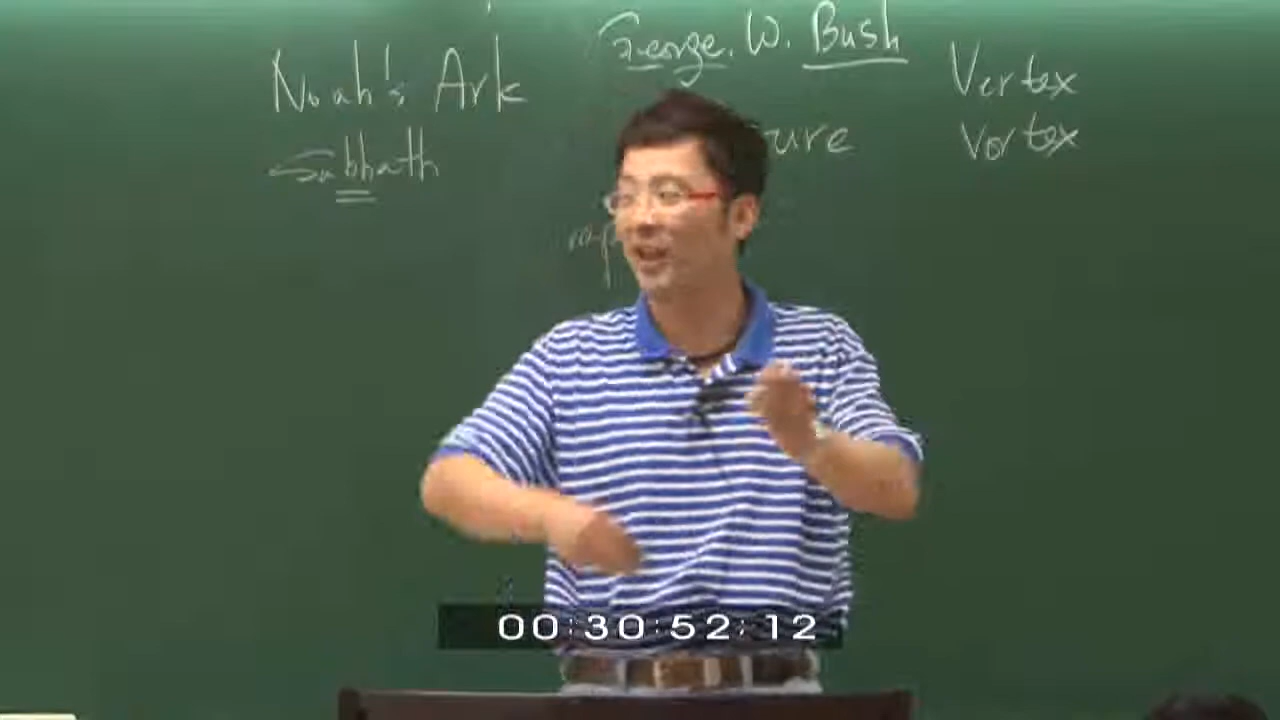 Noah's Ark
Sabbath
George. W. Bush
ure
Vertex
Vortex
00:30:52:12